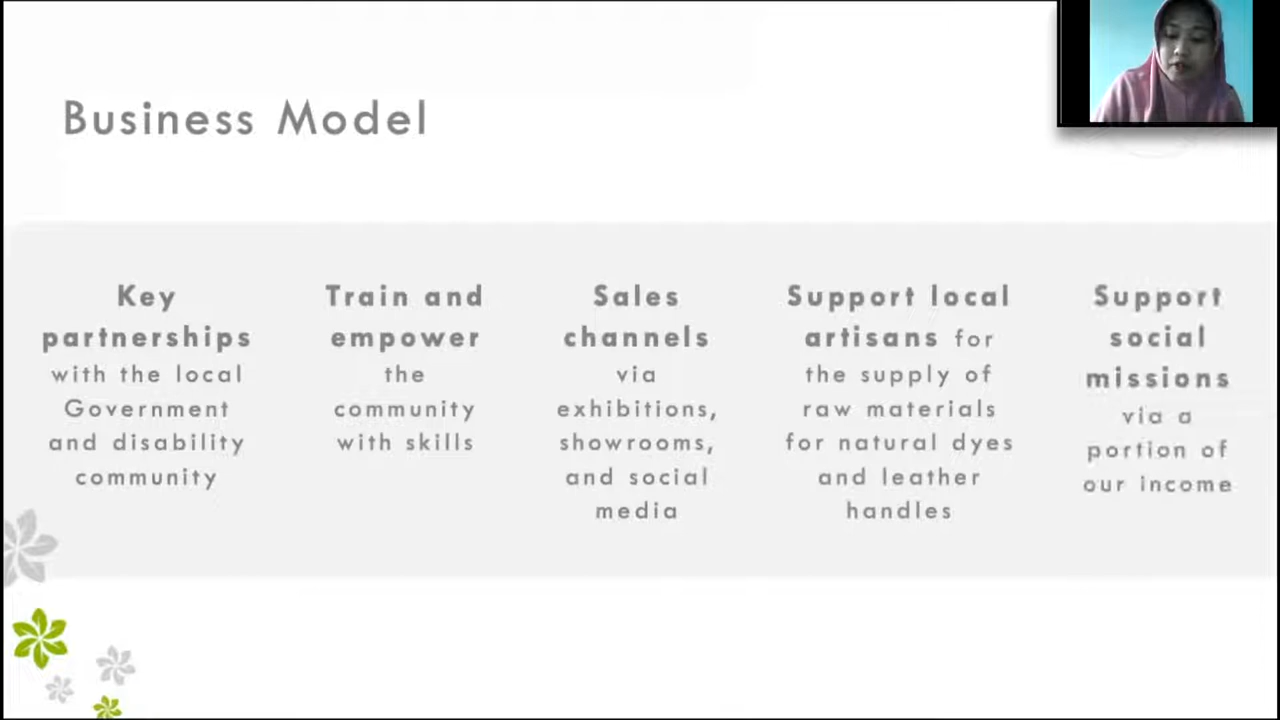 Business Model
Key
partnerships
with the local
Government
and disability
community
Train and
empower
the
community
with skills
Sales
channels
via
exhibitions,
showrooms,
and social
media
Support local
artisans for
the supply of
raw materials
for natural dyes
and leather
handles
Support
social
missions
via a
portion of
our income